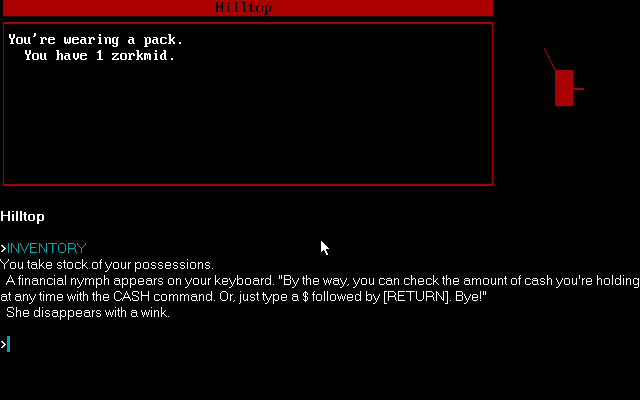 Hilltop
You're wearing a pack.
You have 1 zorkmid.
Hilltop
>INVENTORY
You take stock of your possessions.
A financial nymph appears on your keyboard. "By the way, you can check the amount of cash you're holding
at any time with the CASH command. Or, just type a $ followed by [RETURN]. Bye!"
She disappears with a wink.
>